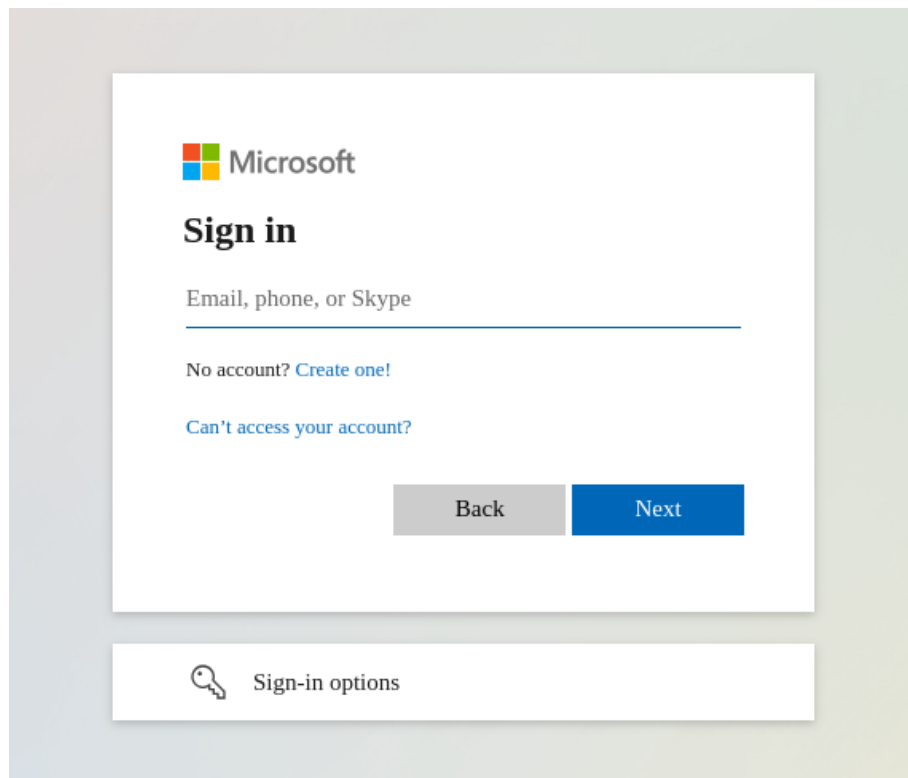 Microsoft
Sign in
Email, phone, or Skype
No account? Create one!
Can’t access your account?
Back Next
Sign-in options